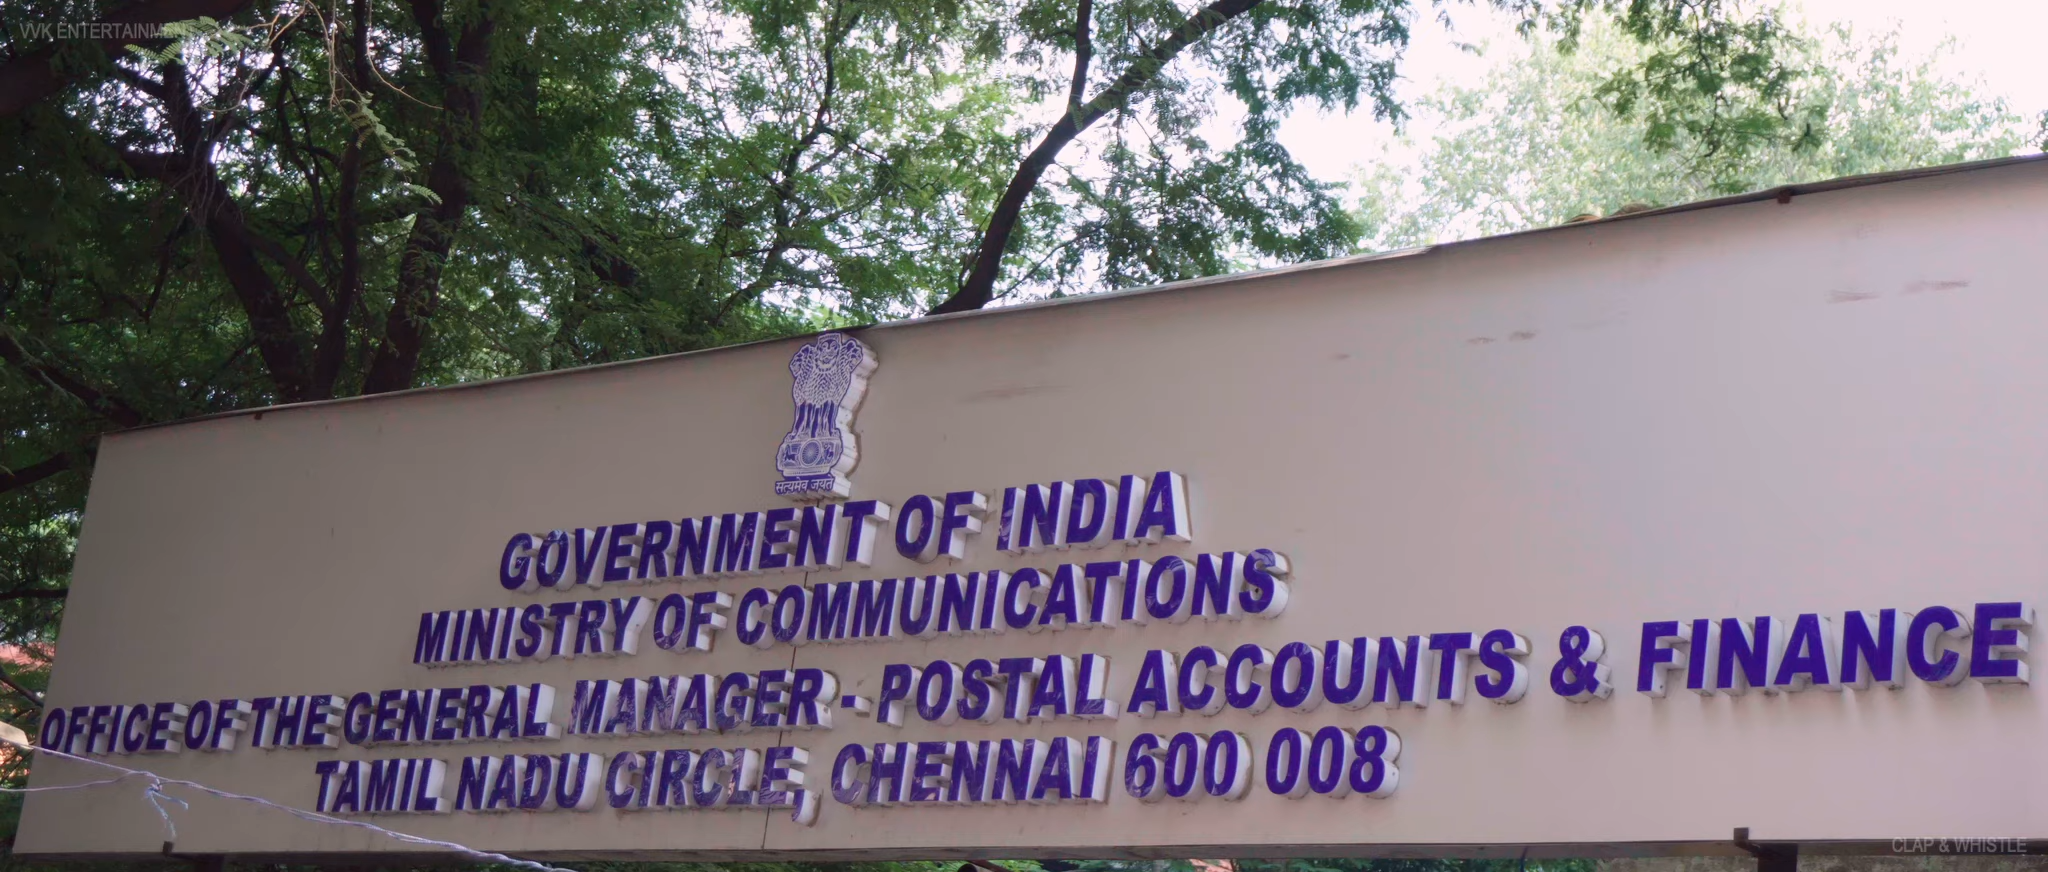 VVK ENTERTAINMENT
सत्यमेव जयते
GOVERNMENT OF INDIA
MINISTRY OF COMMUNICATIONS
OFFICE OF THE GENERAL MANAGER - POSTAL ACCOUNTS & FINANCE
TAMIL NADU CIRCLE, CHENNAI 600 008
CLAP & WHISTLE